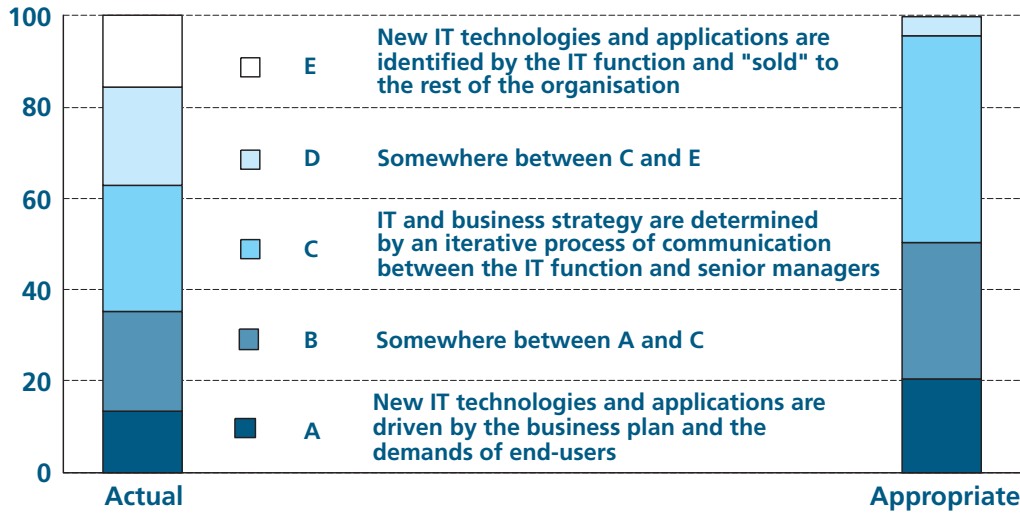 100
80
60
40
20
0
E
New IT technologies and applications are
identified by the IT function and "sold" to
the rest of the organisation
D
Somewhere between C and E
C
IT and business strategy are determined
by an iterative process of communication
between the IT function and senior managers
B
Somewhere between A and C
A
New IT technologies and applications are
driven by the business plan and the
demands of end-users
Actual
Appropriate